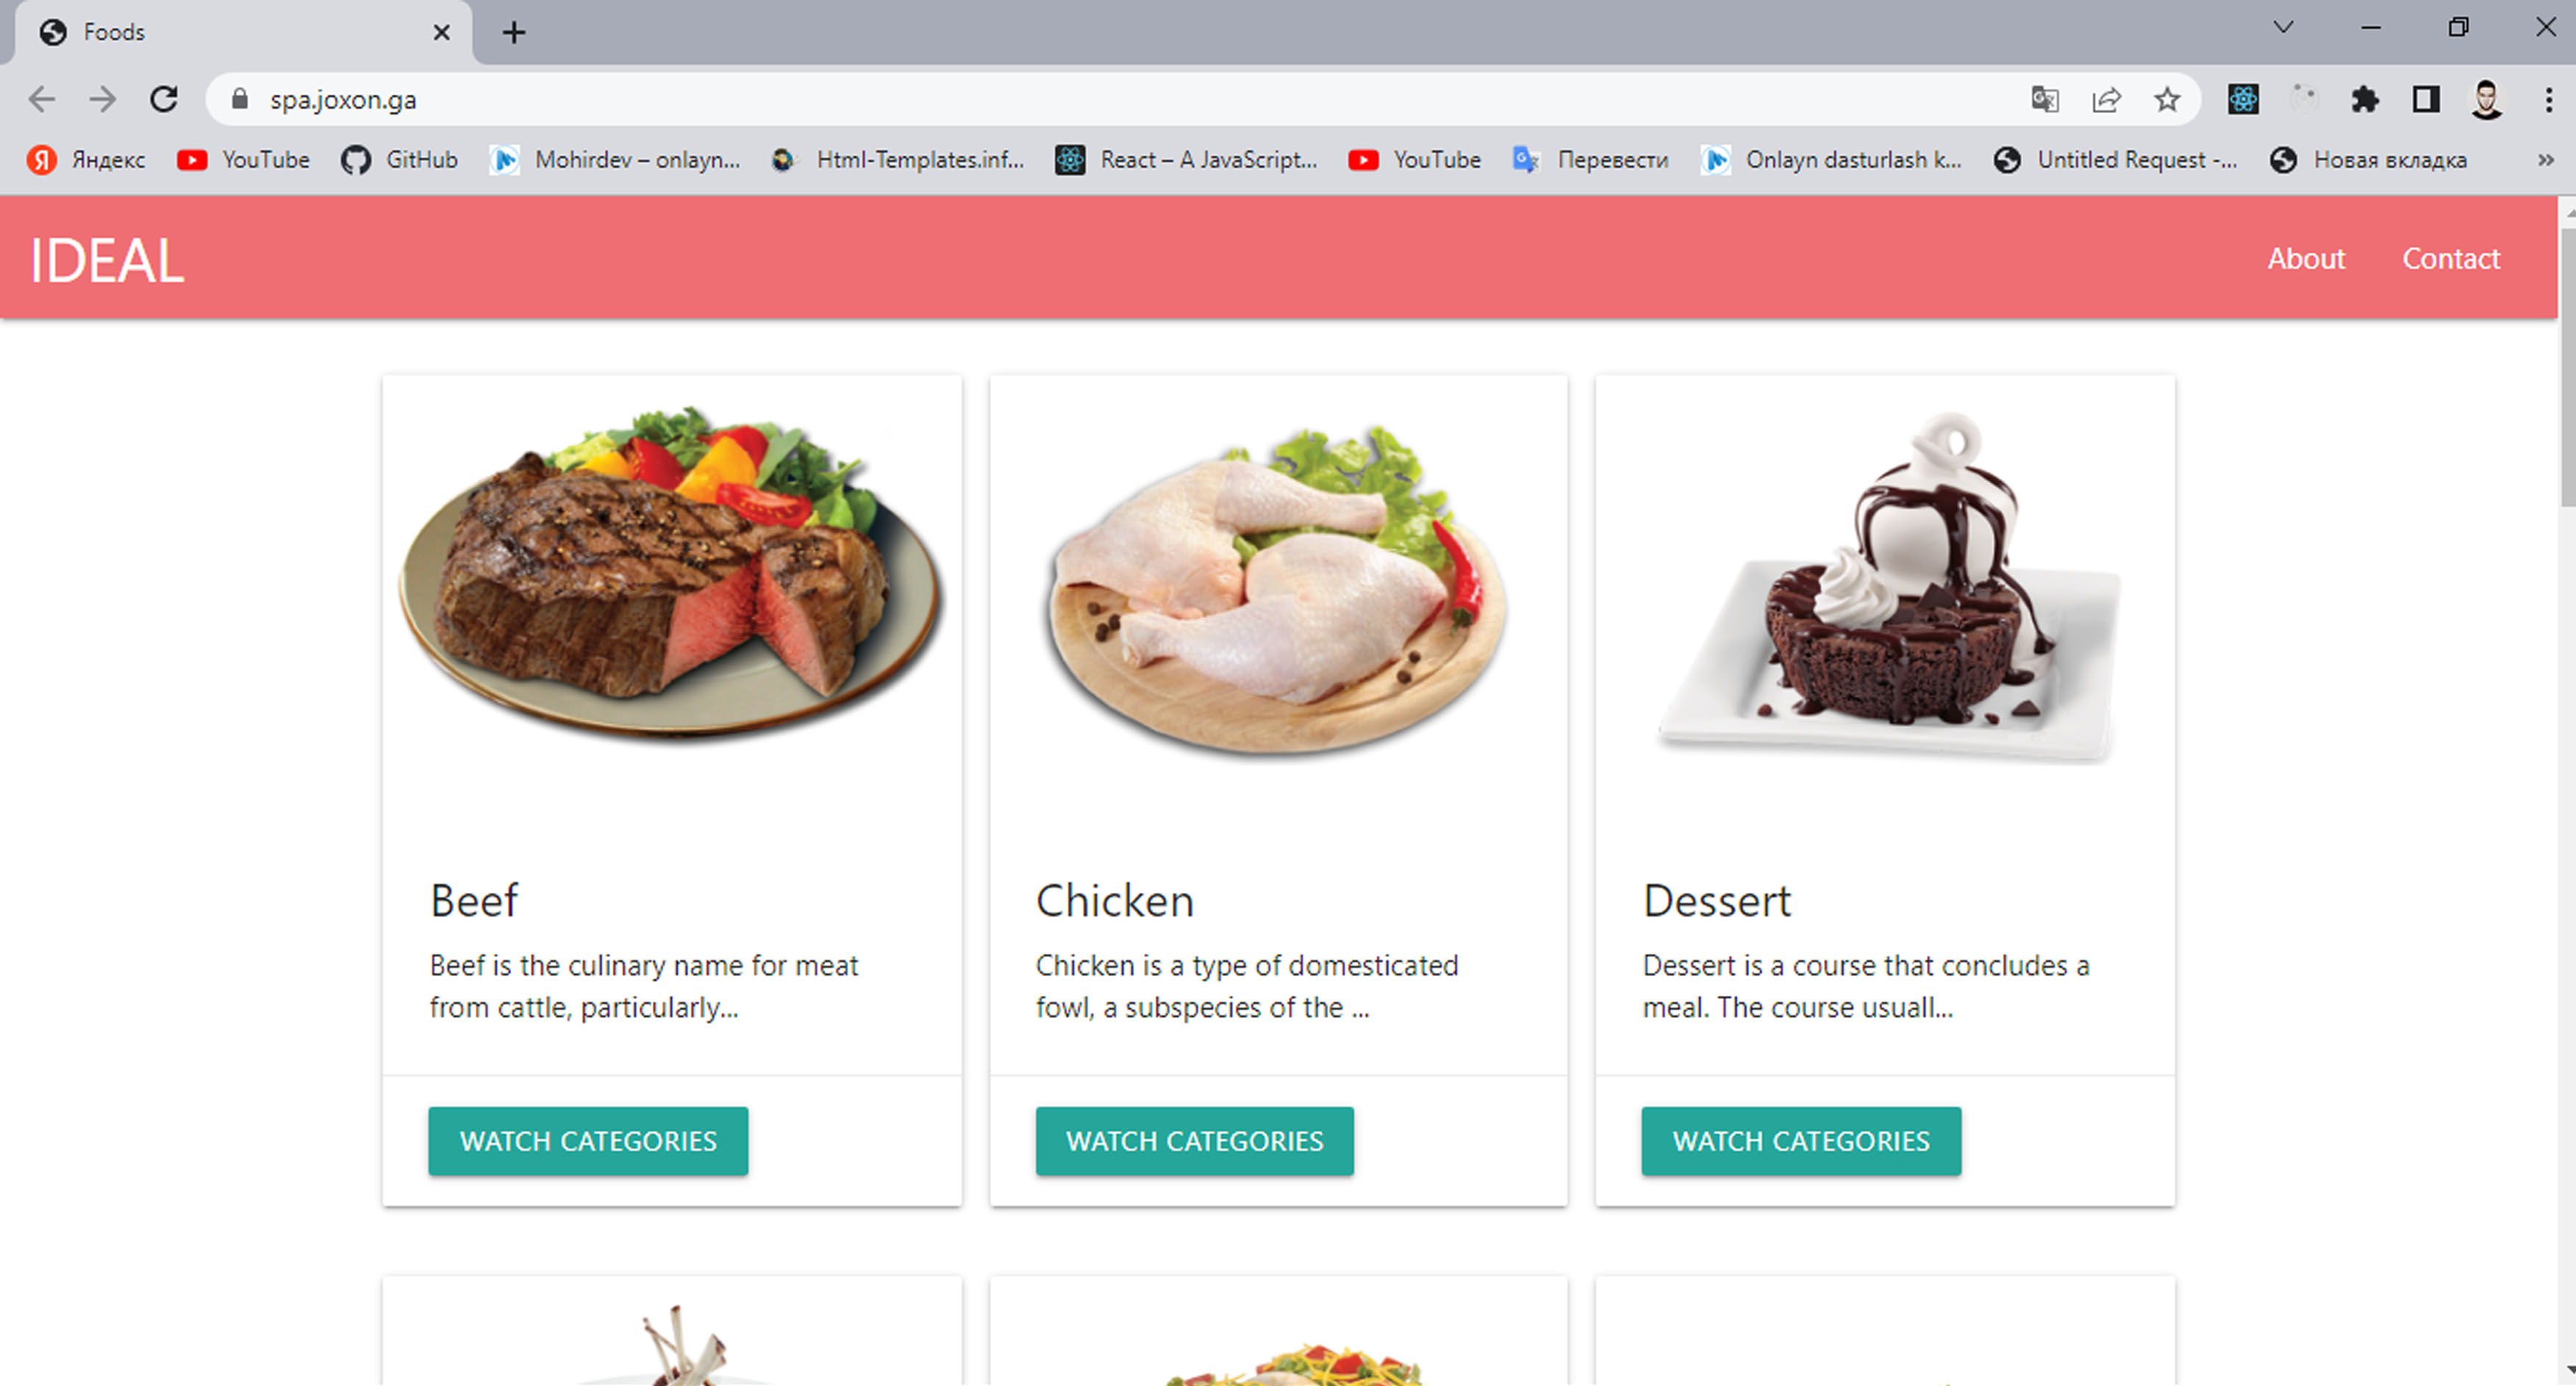 Foods
spa.joxon.ga
Яндекс YouTube GitHub Mohirdev – onlayn... Html-Templates.inf... React – A JavaScript... YouTube Перевести Onlayn dasturlash k... Untitled Request -... Новая вкладка »
IDEAL About Contact
Beef
Beef is the culinary name for meat
from cattle, particularly...
WATCH CATEGORIES
Chicken
Chicken is a type of domesticated
fowl, a subspecies of the ...
WATCH CATEGORIES
Dessert
Dessert is a course that concludes a
meal. The course usuall...
WATCH CATEGORIES